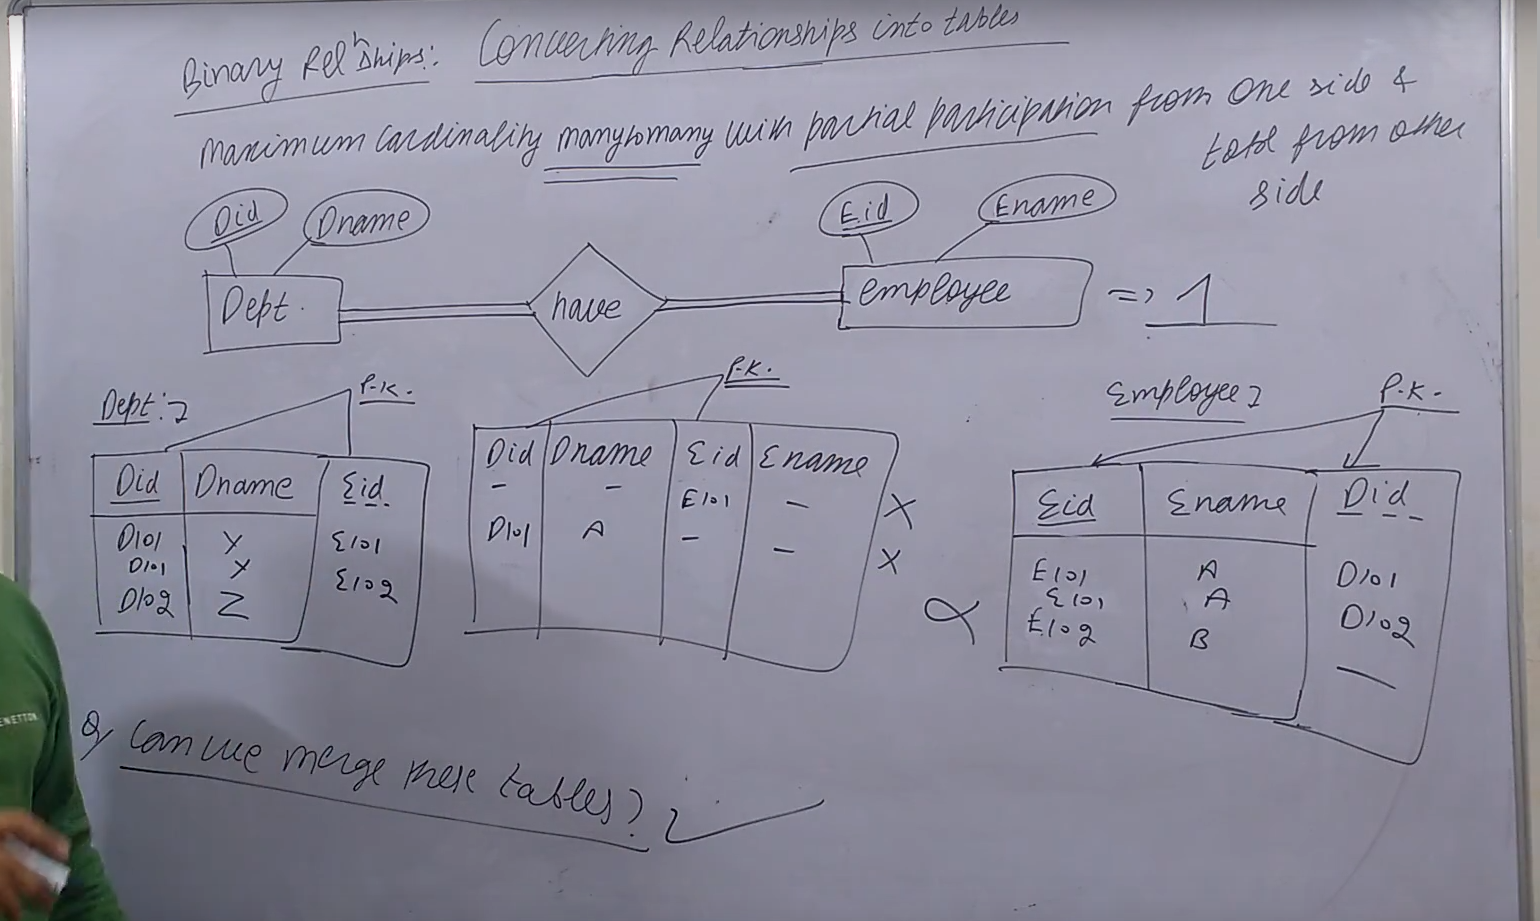 Binary Relships: Converting Relationships into tables
maximum cardinality many to many with partial participation from one side &
total from other
side
Did Dname Eid Ename
Dept. have employee => 1
Dept:→ P.K. P.K. Employee→ P.K.
Did Dname Eid
D101 Y E101
D101 Y E102
D102 Z
Did Dname Eid Ename
- - E101 - X
D101 A - - X
Eid Ename Did
E101 A D101
E101 A D102
E102 B —
Q Can we merge these tables?
ENETTON